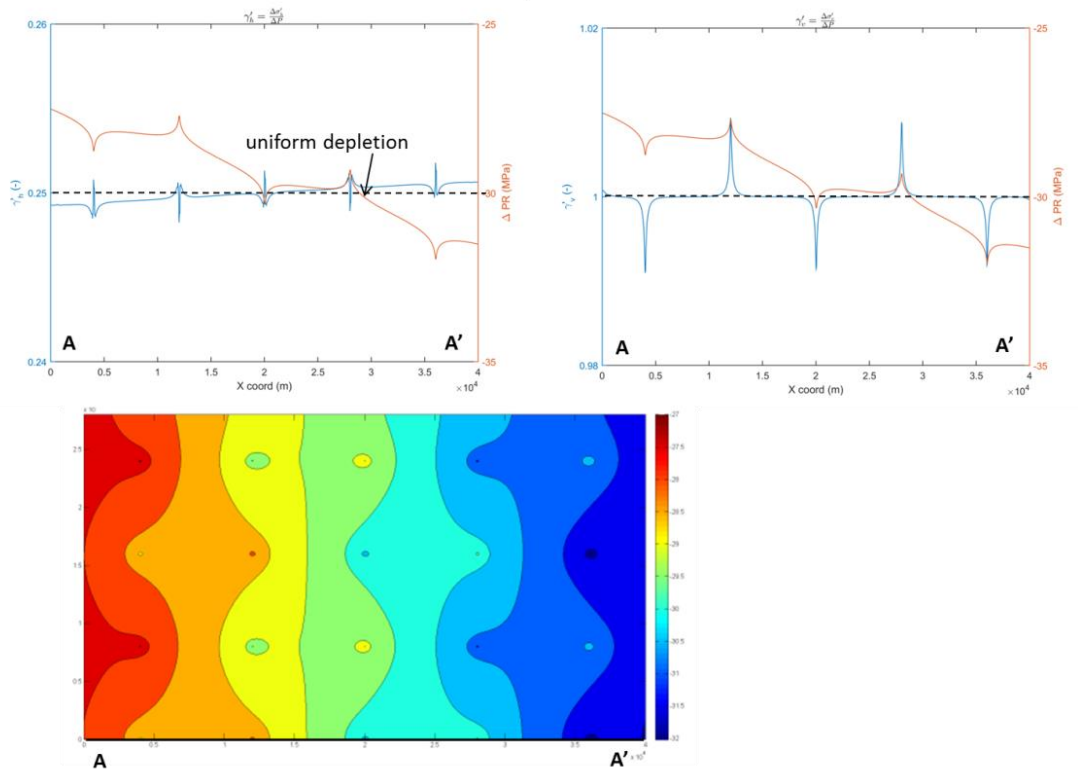 γ'h = Δσ'h/ΔP
0.26
-25
uniform depletion
γ'h (-)
0.25
-30
Δ PR (MPa)
A
A'
0.24
-35
0 0.5 1 1.5 2 2.5 3 3.5 4
X coord (m)
×10⁴
γ'v = Δσ'v/ΔP
1.02
-25
γ'v (-)
1
-30
Δ PR (MPa)
A
A'
0.98
-35
0 0.5 1 1.5 2 2.5 3 3.5 4
X coord (m)
×10⁴
2.5
2
1.5
1
0.5
0
0 0.5 1 1.5 2 2.5 3 3.5 4
-27
-27.5
-28
-28.5
-29
-29.5
-30
-30.5
-31
-31.5
-32
A
A'